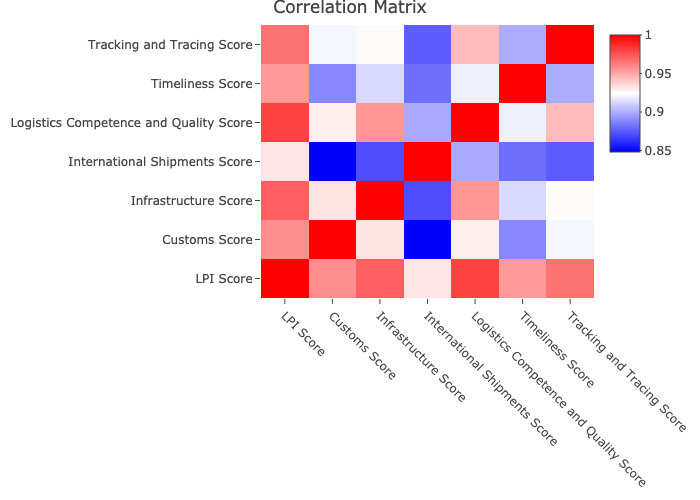 Correlation Matrix
Tracking and Tracing Score
Timeliness Score
Logistics Competence and Quality Score
International Shipments Score
Infrastructure Score
Customs Score
LPI Score
1
0.95
0.9
0.85
LPI Score
Customs Score
Infrastructure Score
International Shipments Score
Logistics Competence and Quality Score
Timeliness Score
Tracking and Tracing Score